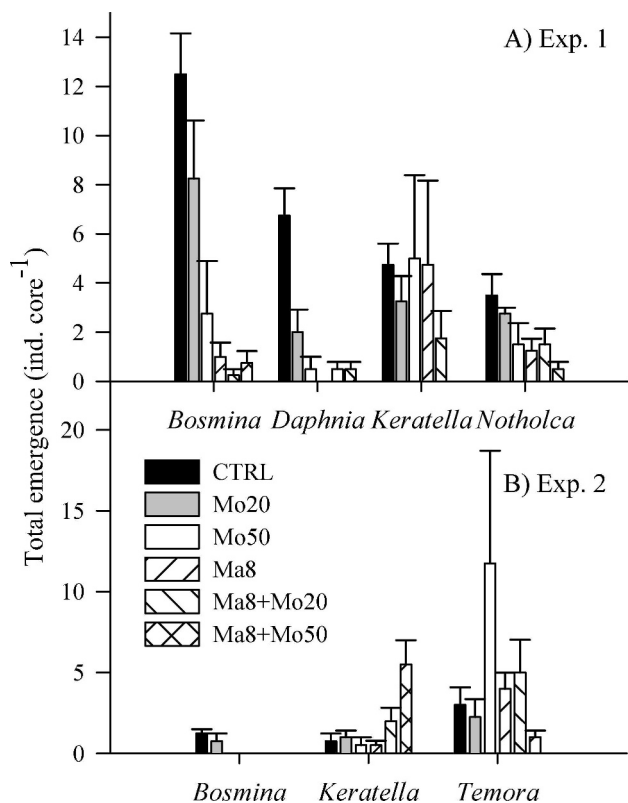 14
A) Exp. 1
12
10
8
6
4
2
0
Bosmina Daphnia Keratella Notholca
Total emergence (ind. core⁻¹)
20
CTRL
B) Exp. 2
Mo20
15
Mo50
Ma8
10
Ma8+Mo20
Ma8+Mo50
5
0
Bosmina Keratella Temora